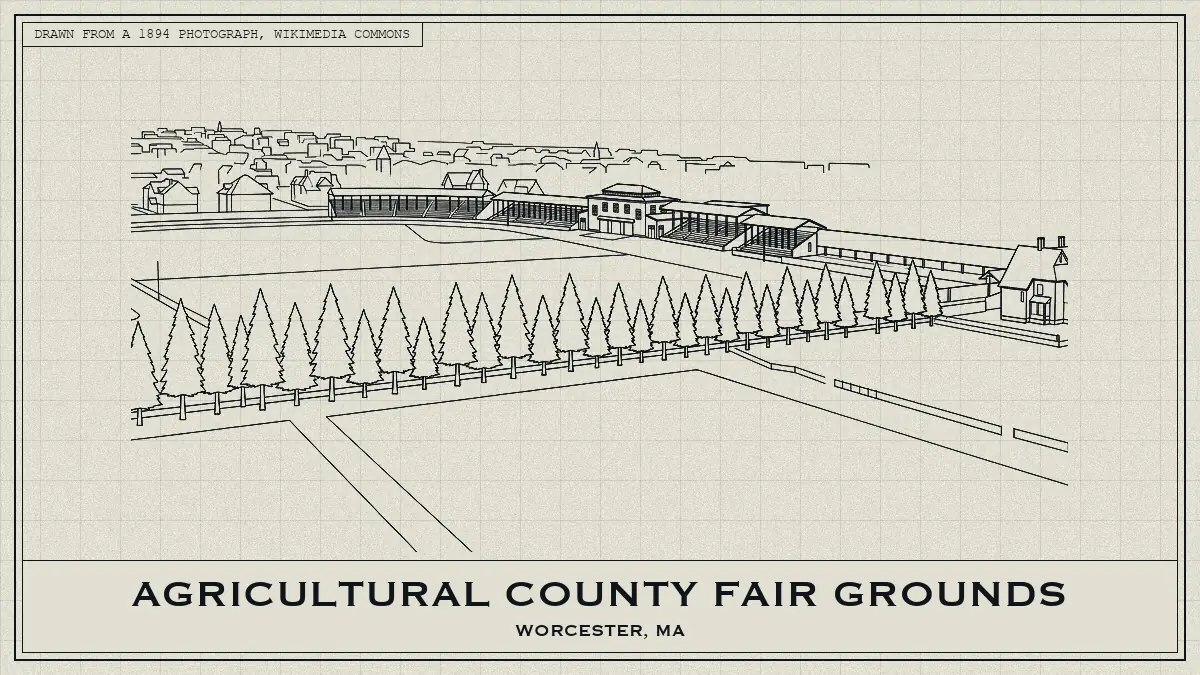 DRAWN FROM A 1894 PHOTOGRAPH, WIKIMEDIA COMMONS
AGRICULTURAL COUNTY FAIR GROUNDS
WORCESTER, MA